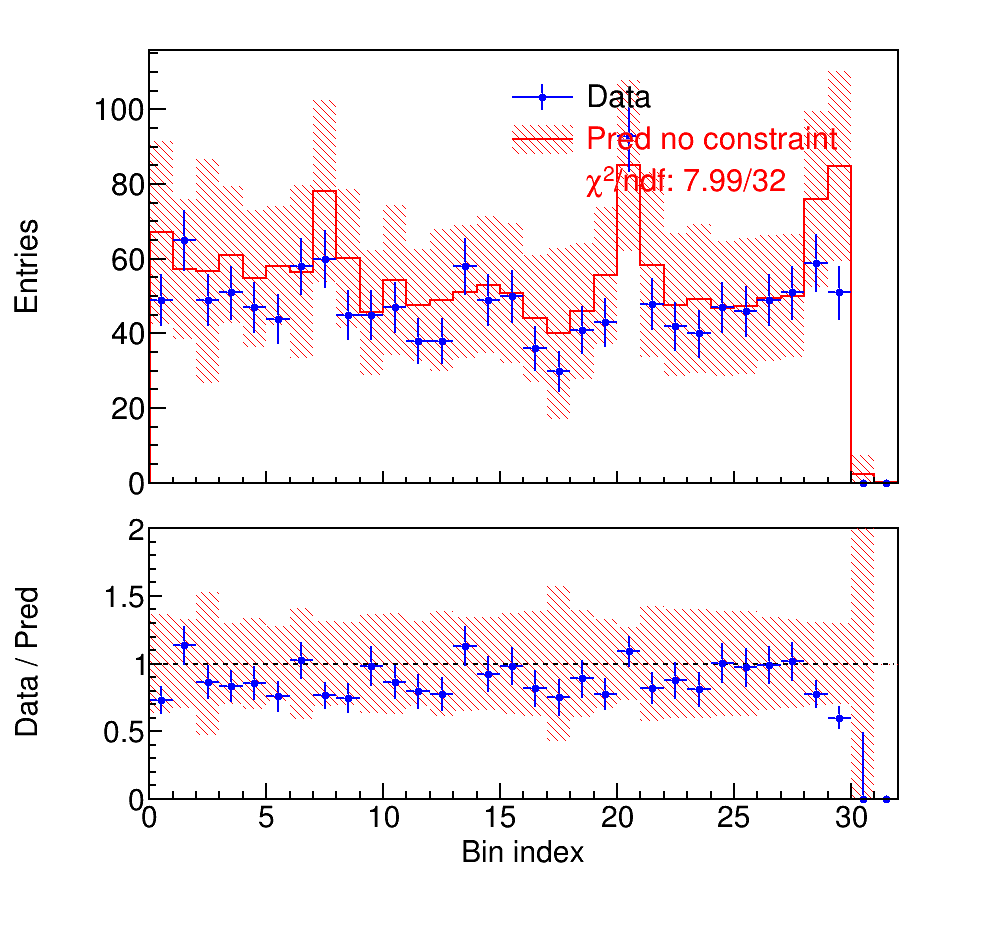 Entries
100
80
60
40
20
0
Data
Pred no constraint
χ²/ndf: 7.99/32
Data / Pred
2
1.5
1
0.5
0
0 5 10 15 20 25 30
Bin index